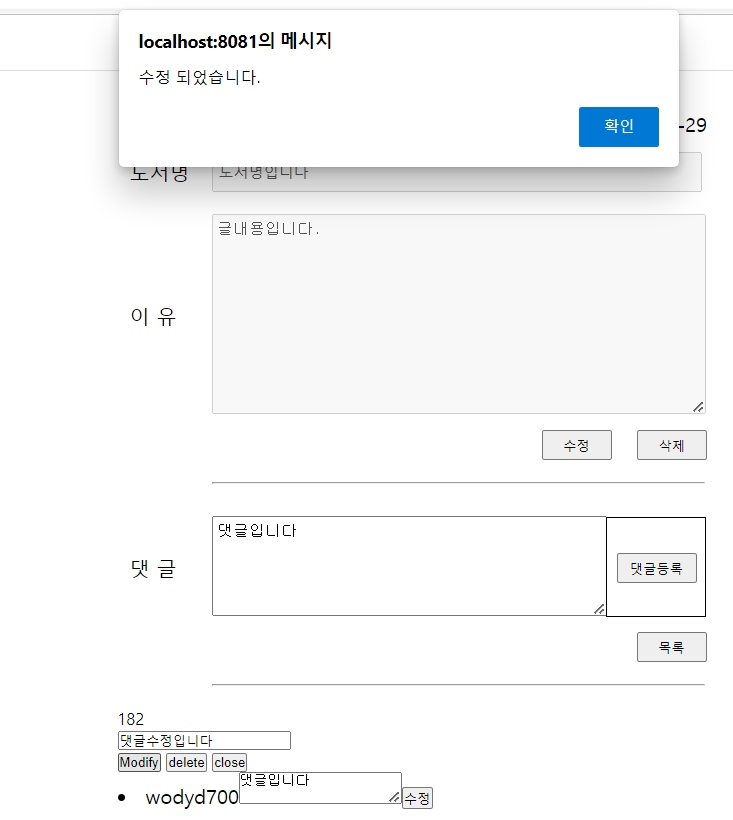 localhost:8081의 메시지
수정 되었습니다.
확인
-29
도서명 도서명입니다
글내용입니다.
이 유
수정 삭제
댓글입니다
댓 글 댓글등록
목록
182
댓글수정입니다
Modify delete close
wodyd700 댓글입니다 수정